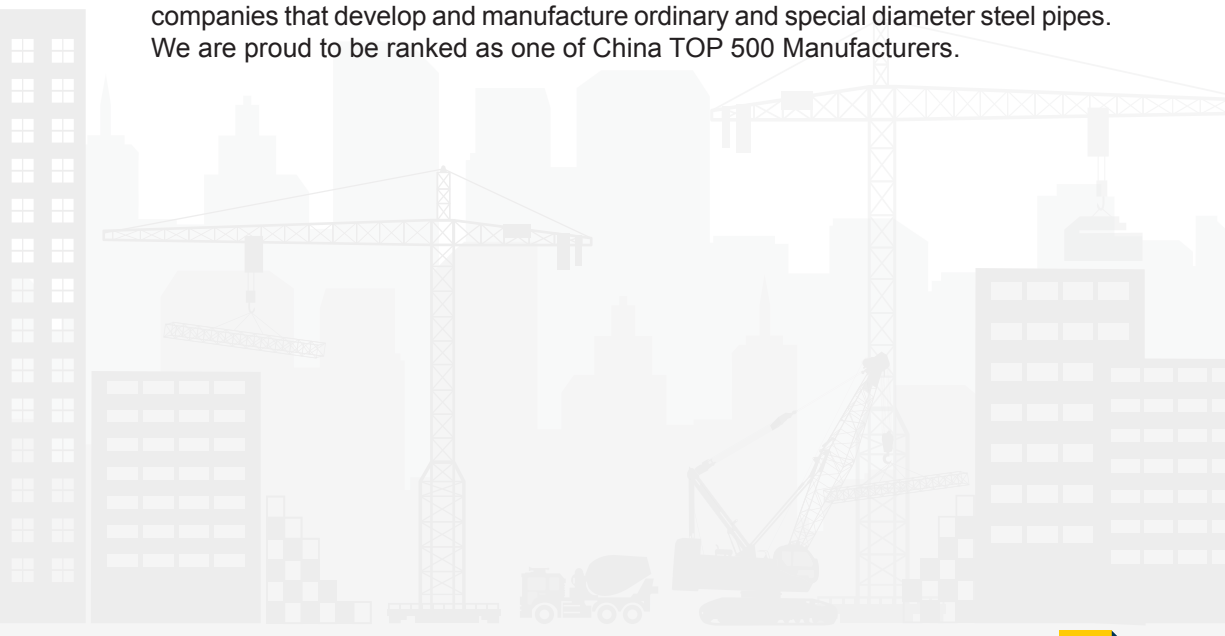 companies that develop and manufacture ordinary and special diameter steel pipes.
We are proud to be ranked as one of China TOP 500 Manufacturers.